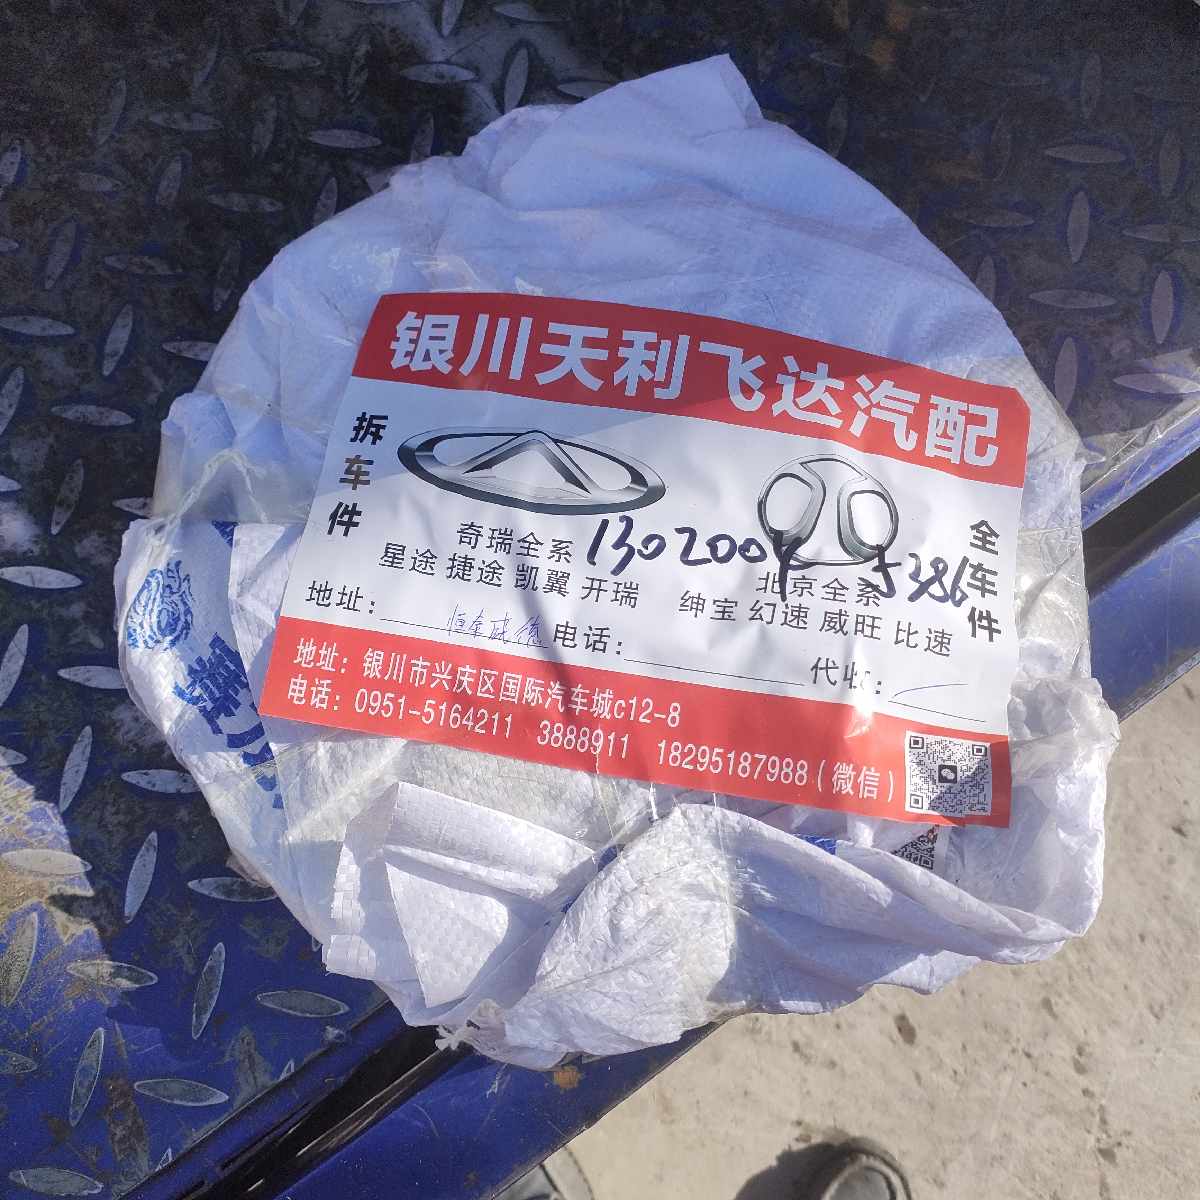 银川天利飞达汽配
拆车件
全车件
奇瑞全系
星途 捷途 凯翼 开瑞
北京全系
绅宝 幻速 威旺 比速
13020045386
地址：
电话：
代收：
地址：银川市兴庆区国际汽车城c12-8
电话：0951-5164211 3888911 18295187988（微信）